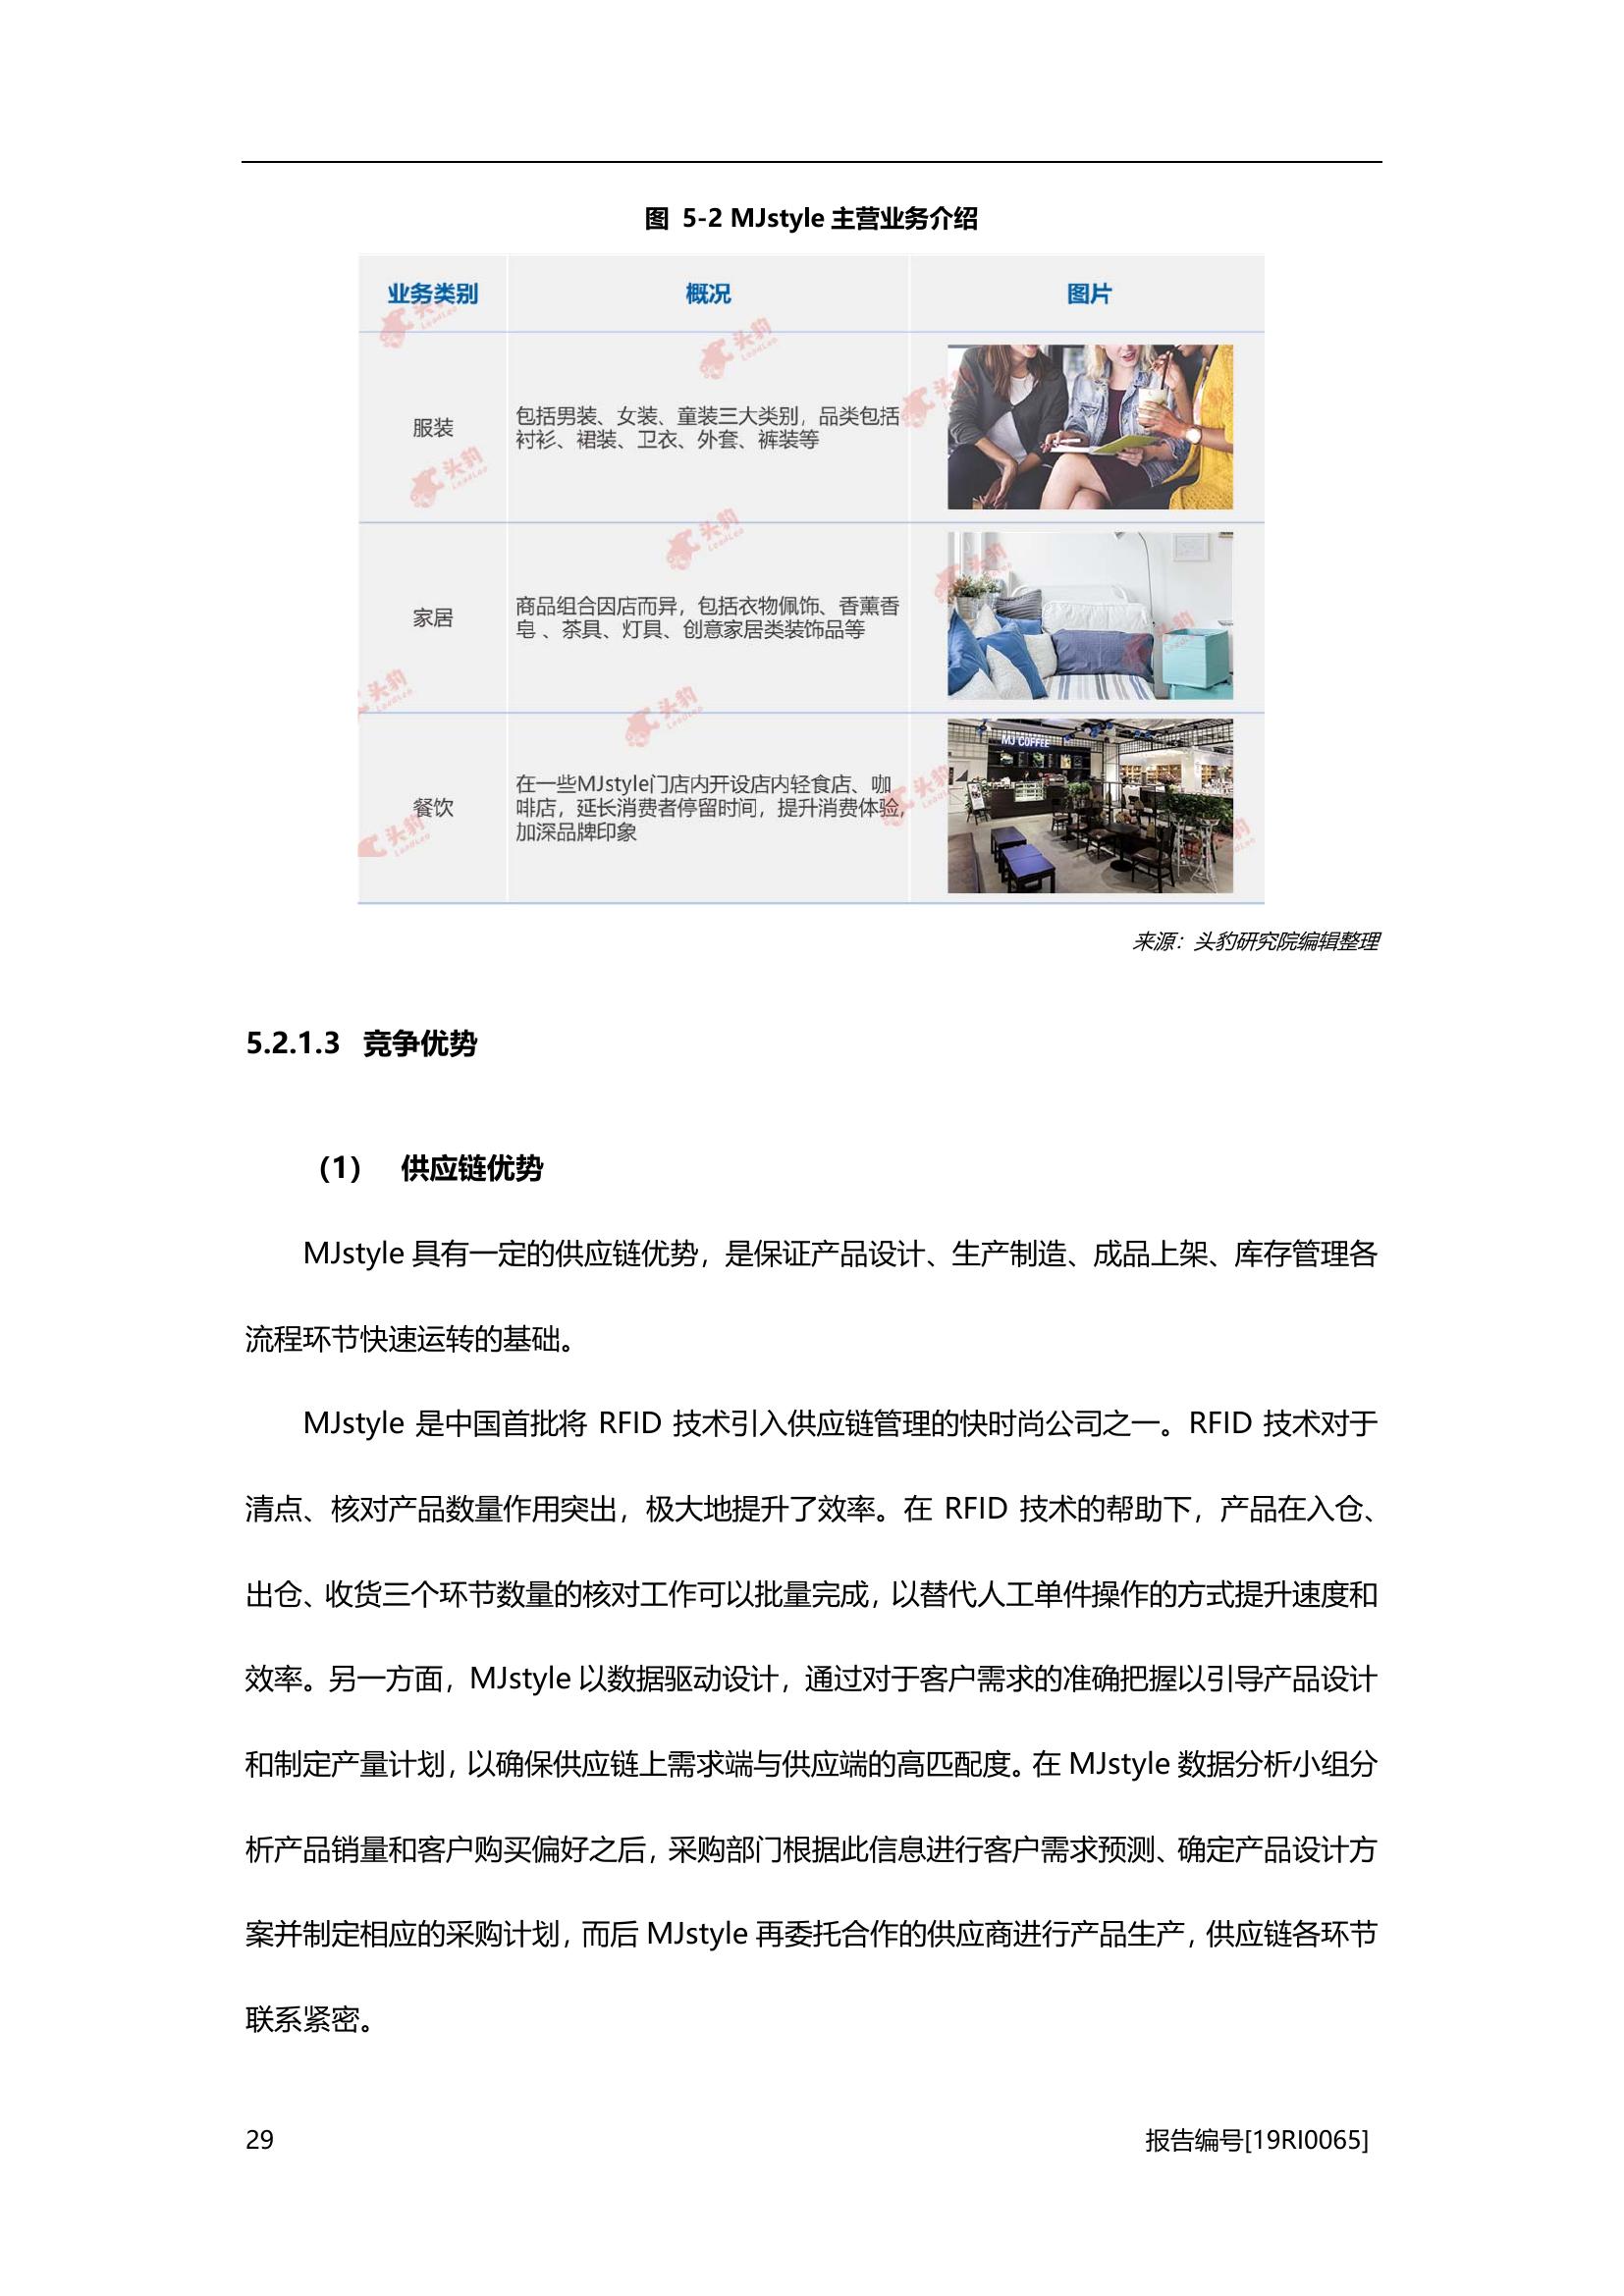 图 5-2 MJstyle 主营业务介绍
业务类别 概况 图片
服装
包括男装、女装、童装三大类别，品类包括
衬衫、裙装、卫衣、外套、裤装等
家居
商品组合因店而异，包括衣物佩饰、香薰香
皂 、茶具、灯具、创意家居类装饰品等
餐饮
在一些MJstyle门店内开设店内轻食店、咖
啡店，延长消费者停留时间，提升消费体验，
加深品牌印象
MJ COFFEE
头豹
LeadLeo
来源：头豹研究院编辑整理
5.2.1.3 竞争优势
（1） 供应链优势
MJstyle 具有一定的供应链优势，是保证产品设计、生产制造、成品上架、库存管理各
流程环节快速运转的基础。
MJstyle 是中国首批将 RFID 技术引入供应链管理的快时尚公司之一。RFID 技术对于
清点、核对产品数量作用突出，极大地提升了效率。在 RFID 技术的帮助下，产品在入仓、
出仓、收货三个环节数量的核对工作可以批量完成，以替代人工单件操作的方式提升速度和
效率。另一方面，MJstyle 以数据驱动设计，通过对于客户需求的准确把握以引导产品设计
和制定产量计划，以确保供应链上需求端与供应端的高匹配度。在 MJstyle 数据分析小组分
析产品销量和客户购买偏好之后，采购部门根据此信息进行客户需求预测、确定产品设计方
案并制定相应的采购计划，而后 MJstyle 再委托合作的供应商进行产品生产，供应链各环节
联系紧密。
29 报告编号[19RI0065]